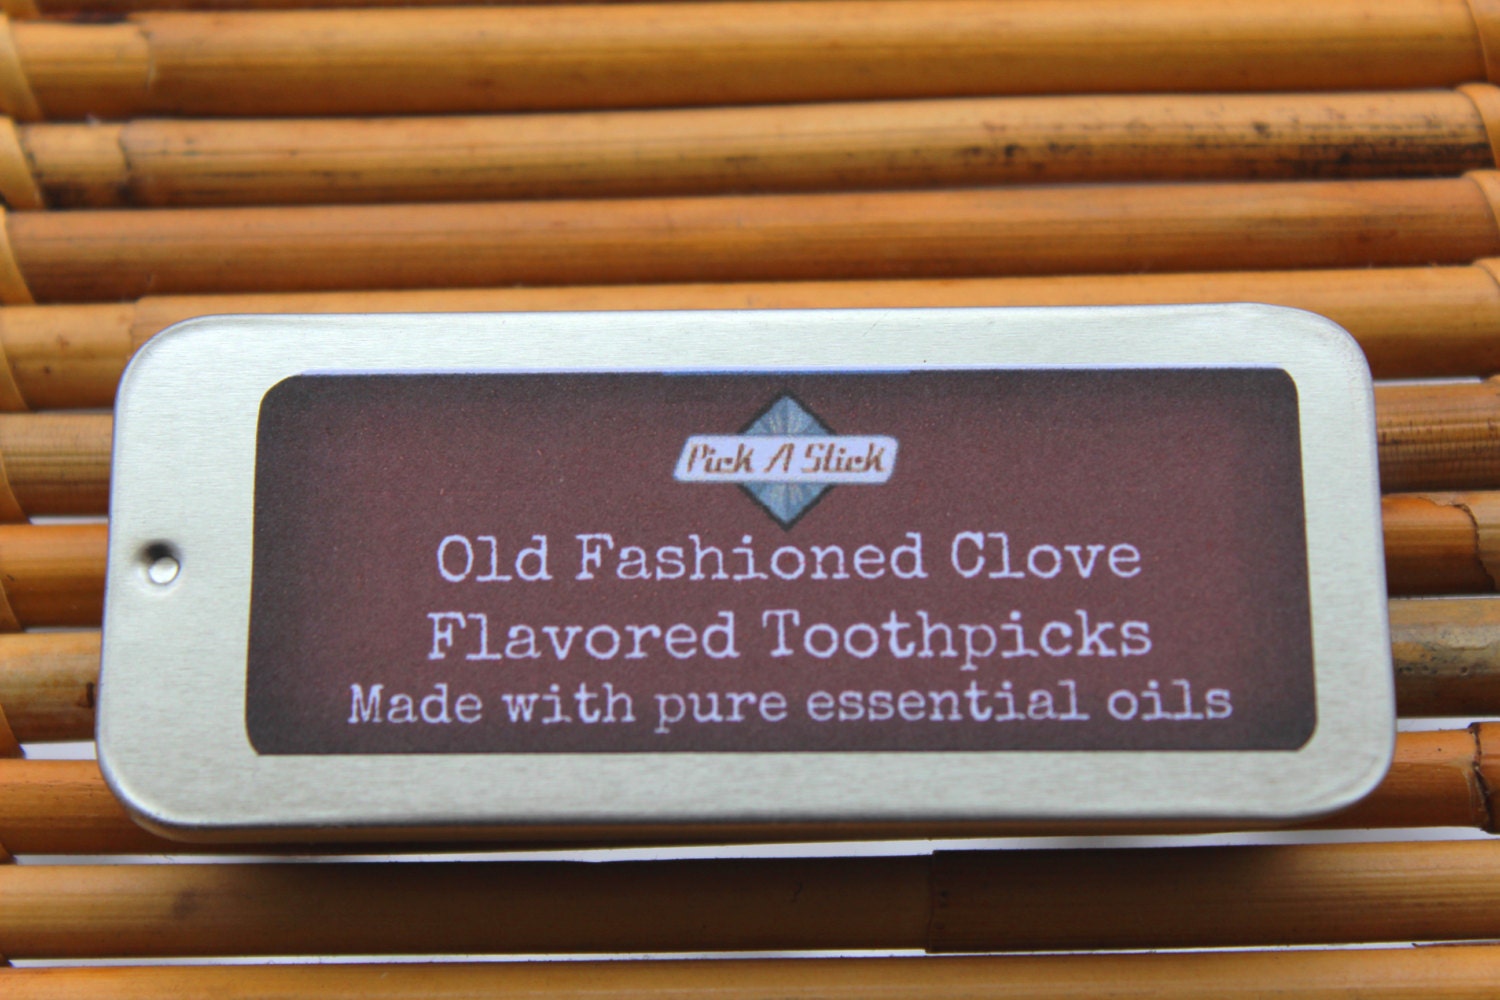 Pick A Stick
Old Fashioned Clove
Flavored Toothpicks
Made with pure essential oils